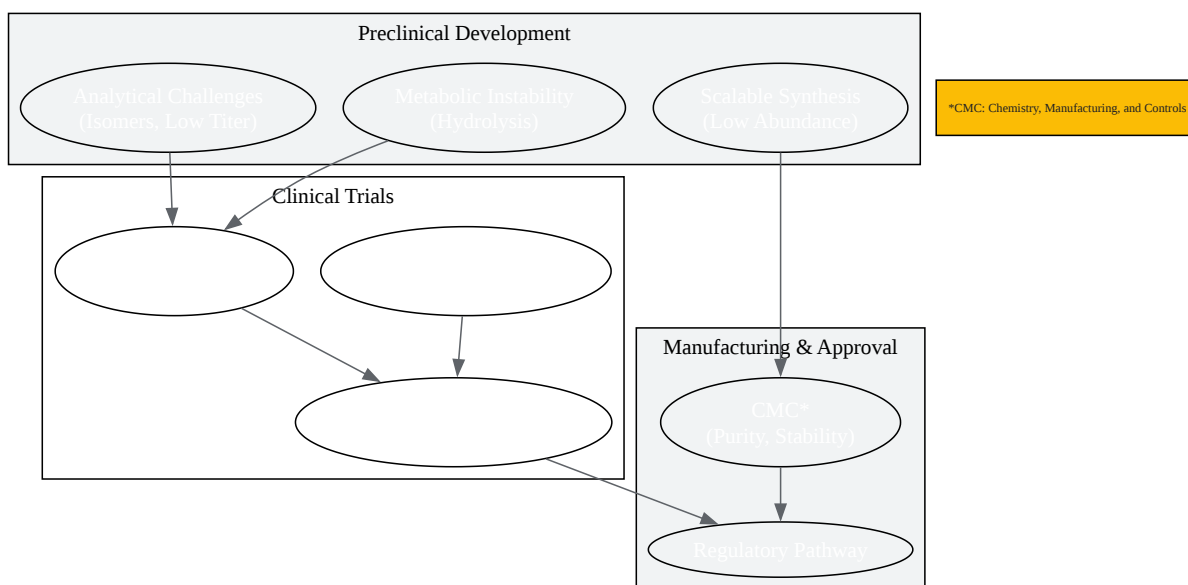 Preclinical Development
Analytical Challenges
(Isomers, Low Titer)
Metabolic Instability
(Hydrolysis)
Scalable Synthesis
(Low Abundance)
*CMC: Chemistry, Manufacturing, and Controls
Clinical Trials
Manufacturing & Approval
CMC*
(Purity, Stability)
Regulatory Pathway